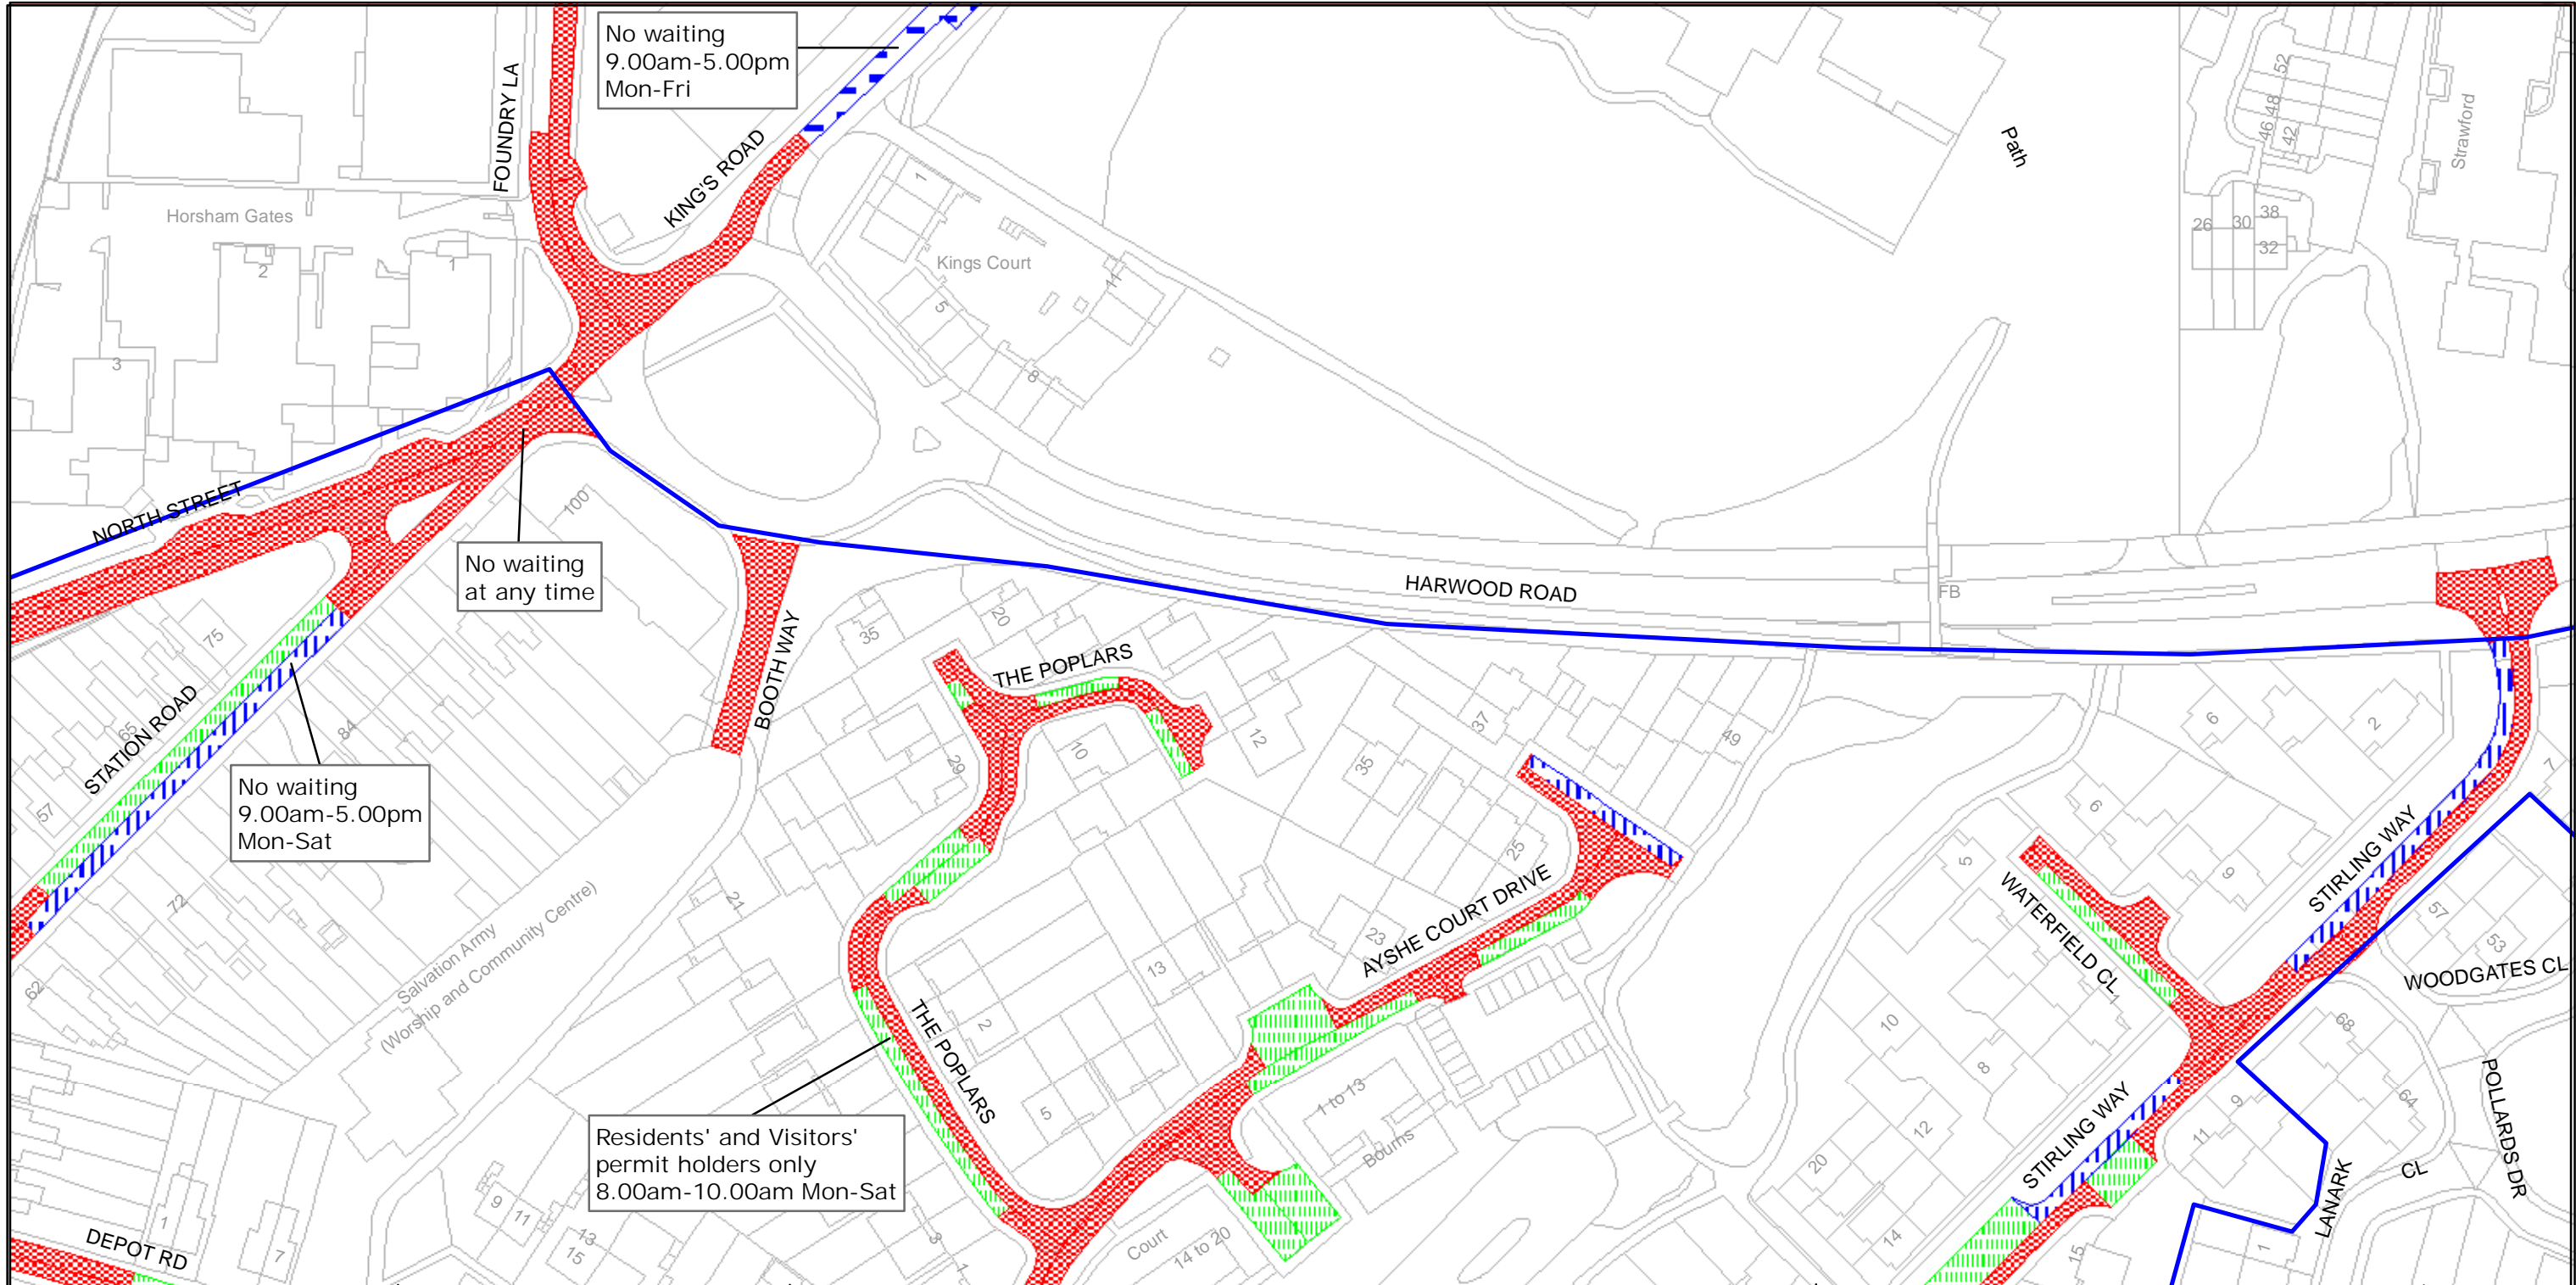 No waiting
9.00am-5.00pm
Mon-Fri
FOUNDRY LA
KING'S ROAD
Path
52
46 48
42
Strawford
Horsham Gates
2
1
3
1
Kings Court
11
5
8
26
30
38
32
NORTH STREET
100
No waiting
at any time
HARWOOD ROAD
FB
75
65
84
57
72
62
STATION ROAD
No waiting
9.00am-5.00pm
Mon-Sat
BOOTH WAY
35
20
THE POPLARS
29
10
12
37
35
49
25
23
AYSHE COURT DRIVE
21
13
2
5
THE POPLARS
Salvation Army
(Worship and Community Centre)
Residents' and Visitors'
permit holders only
8.00am-10.00am Mon-Sat
1 to 13
Bourns
Court
14 to 20
3
1
9
11
13
15
1
7
DEPOT RD
6
2
7
6
9
5
STIRLING WAY
WATERFIELD CL
1
57
53
WOODGATES CL
10
8
12
20
14
STIRLING WAY
68
64
9
11
15
1
LANARK
CL
POLLARDS DR